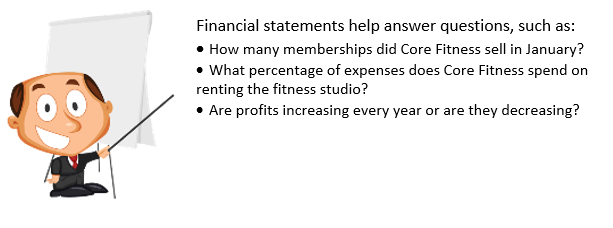 Financial statements help answer questions, such as:
• How many memberships did Core Fitness sell in January?
• What percentage of expenses does Core Fitness spend on
renting the fitness studio?
• Are profits increasing every year or are they decreasing?